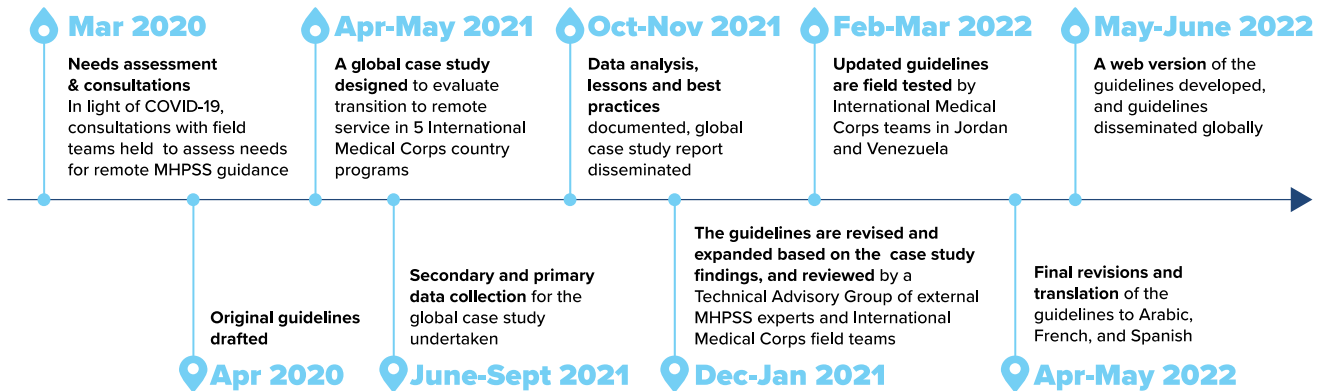 Mar 2020
Needs assessment
& consultations
In light of COVID-19,
consultations with field
teams held to assess needs
for remote MHPSS guidance
Apr-May 2021
A global case study
designed to evaluate
transition to remote
service in 5 International
Medical Corps country
programs
Oct-Nov 2021
Data analysis,
lessons and best
practices
documented, global
case study report
disseminated
Feb-Mar 2022
Updated guidelines
are field tested by
International Medical
Corps teams in Jordan
and Venezuela
May-June 2022
A web version of the
guidelines developed,
and guidelines
disseminated globally
Original guidelines
drafted
Apr 2020
Secondary and primary
data collection for the
global case study
undertaken
June-Sept 2021
The guidelines are revised and
expanded based on the case study
findings, and reviewed by a
Technical Advisory Group of external
MHPSS experts and International
Medical Corps field teams
Dec-Jan 2021
Final revisions and
translation of the
guidelines to Arabic,
French, and Spanish
Apr-May 2022